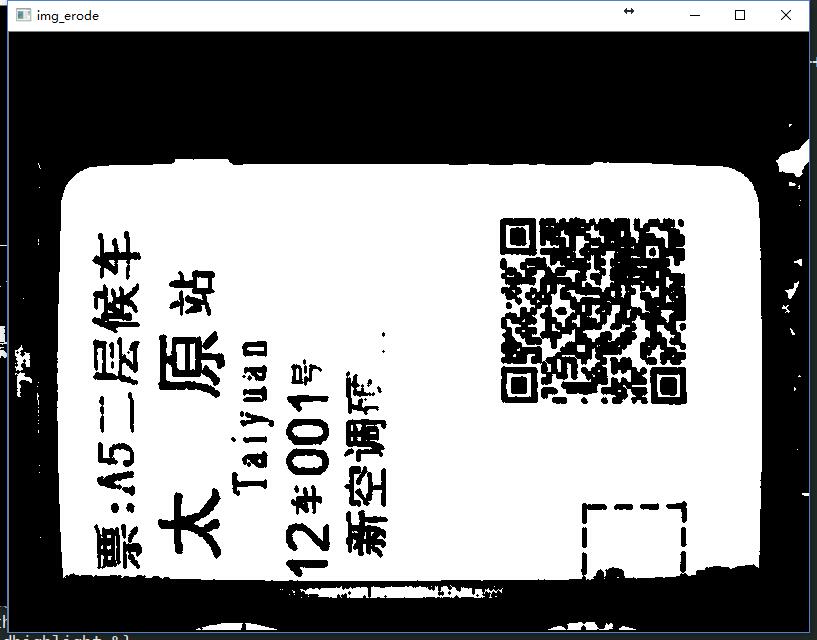 img_erode
票:A5二层候车
太 原 站
Taiyuan
12车001号
新空调